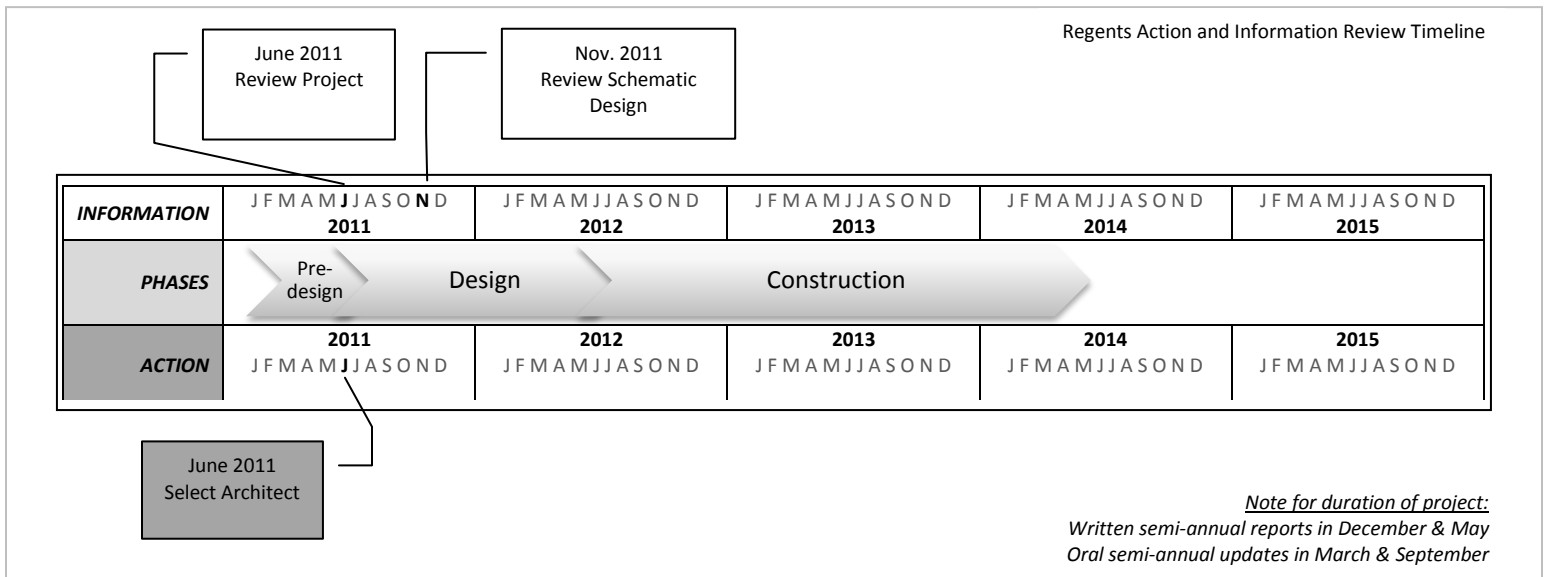 Regents Action and Information Review Timeline
June 2011
Review Project
Nov. 2011
Review Schematic
Design
INFORMATION
J F M A M J J A S O N D
2011
J F M A M J J A S O N D
2012
J F M A M J J A S O N D
2013
J F M A M J J A S O N D
2014
J F M A M J J A S O N D
2015
PHASES
Pre-
design
Design
Construction
ACTION
2011
J F M A M J J A S O N D
2012
J F M A M J J A S O N D
2013
J F M A M J J A S O N D
2014
J F M A M J J A S O N D
2015
J F M A M J J A S O N D
June 2011
Select Architect
Note for duration of project:
Written semi-annual reports in December & May
Oral semi-annual updates in March & September